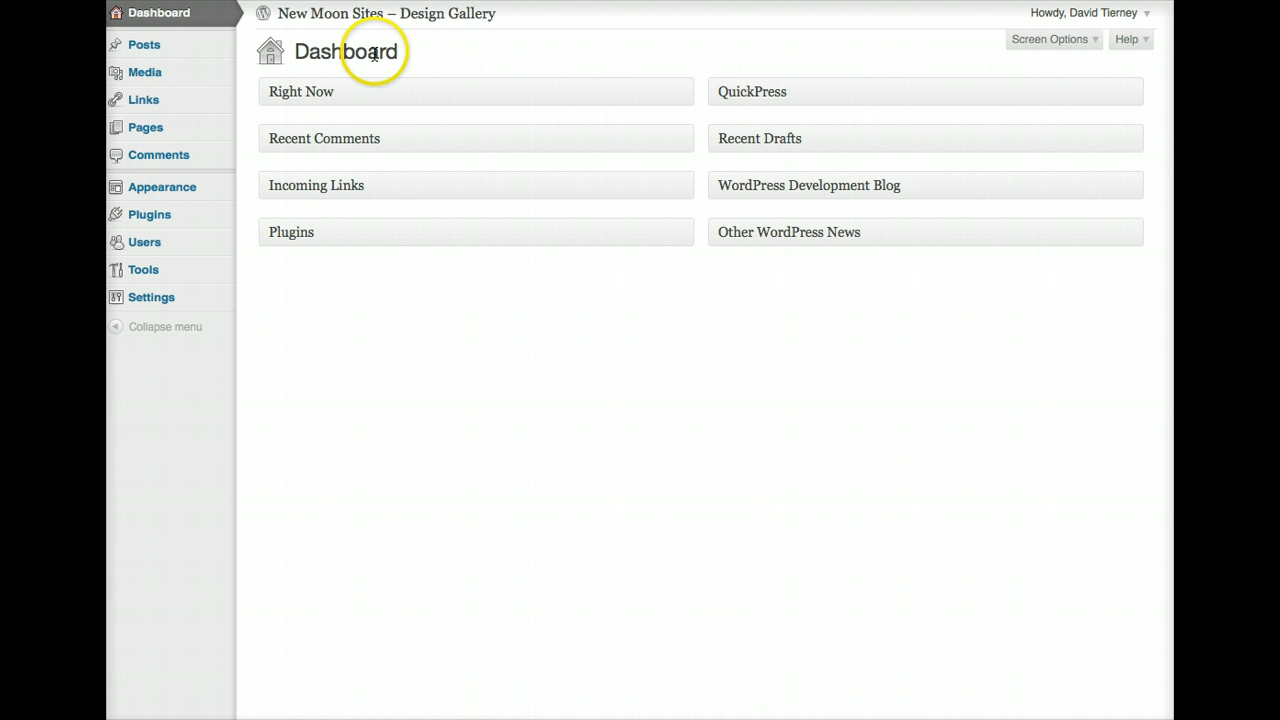 Dashboard
Posts
Media
Links
Pages
Comments
Appearance
Plugins
Users
Tools
Settings
Collapse menu
New Moon Sites – Design Gallery
Howdy, David Tierney
Screen Options
Help
Dashboard
Right Now
QuickPress
Recent Comments
Recent Drafts
Incoming Links
WordPress Development Blog
Plugins
Other WordPress News